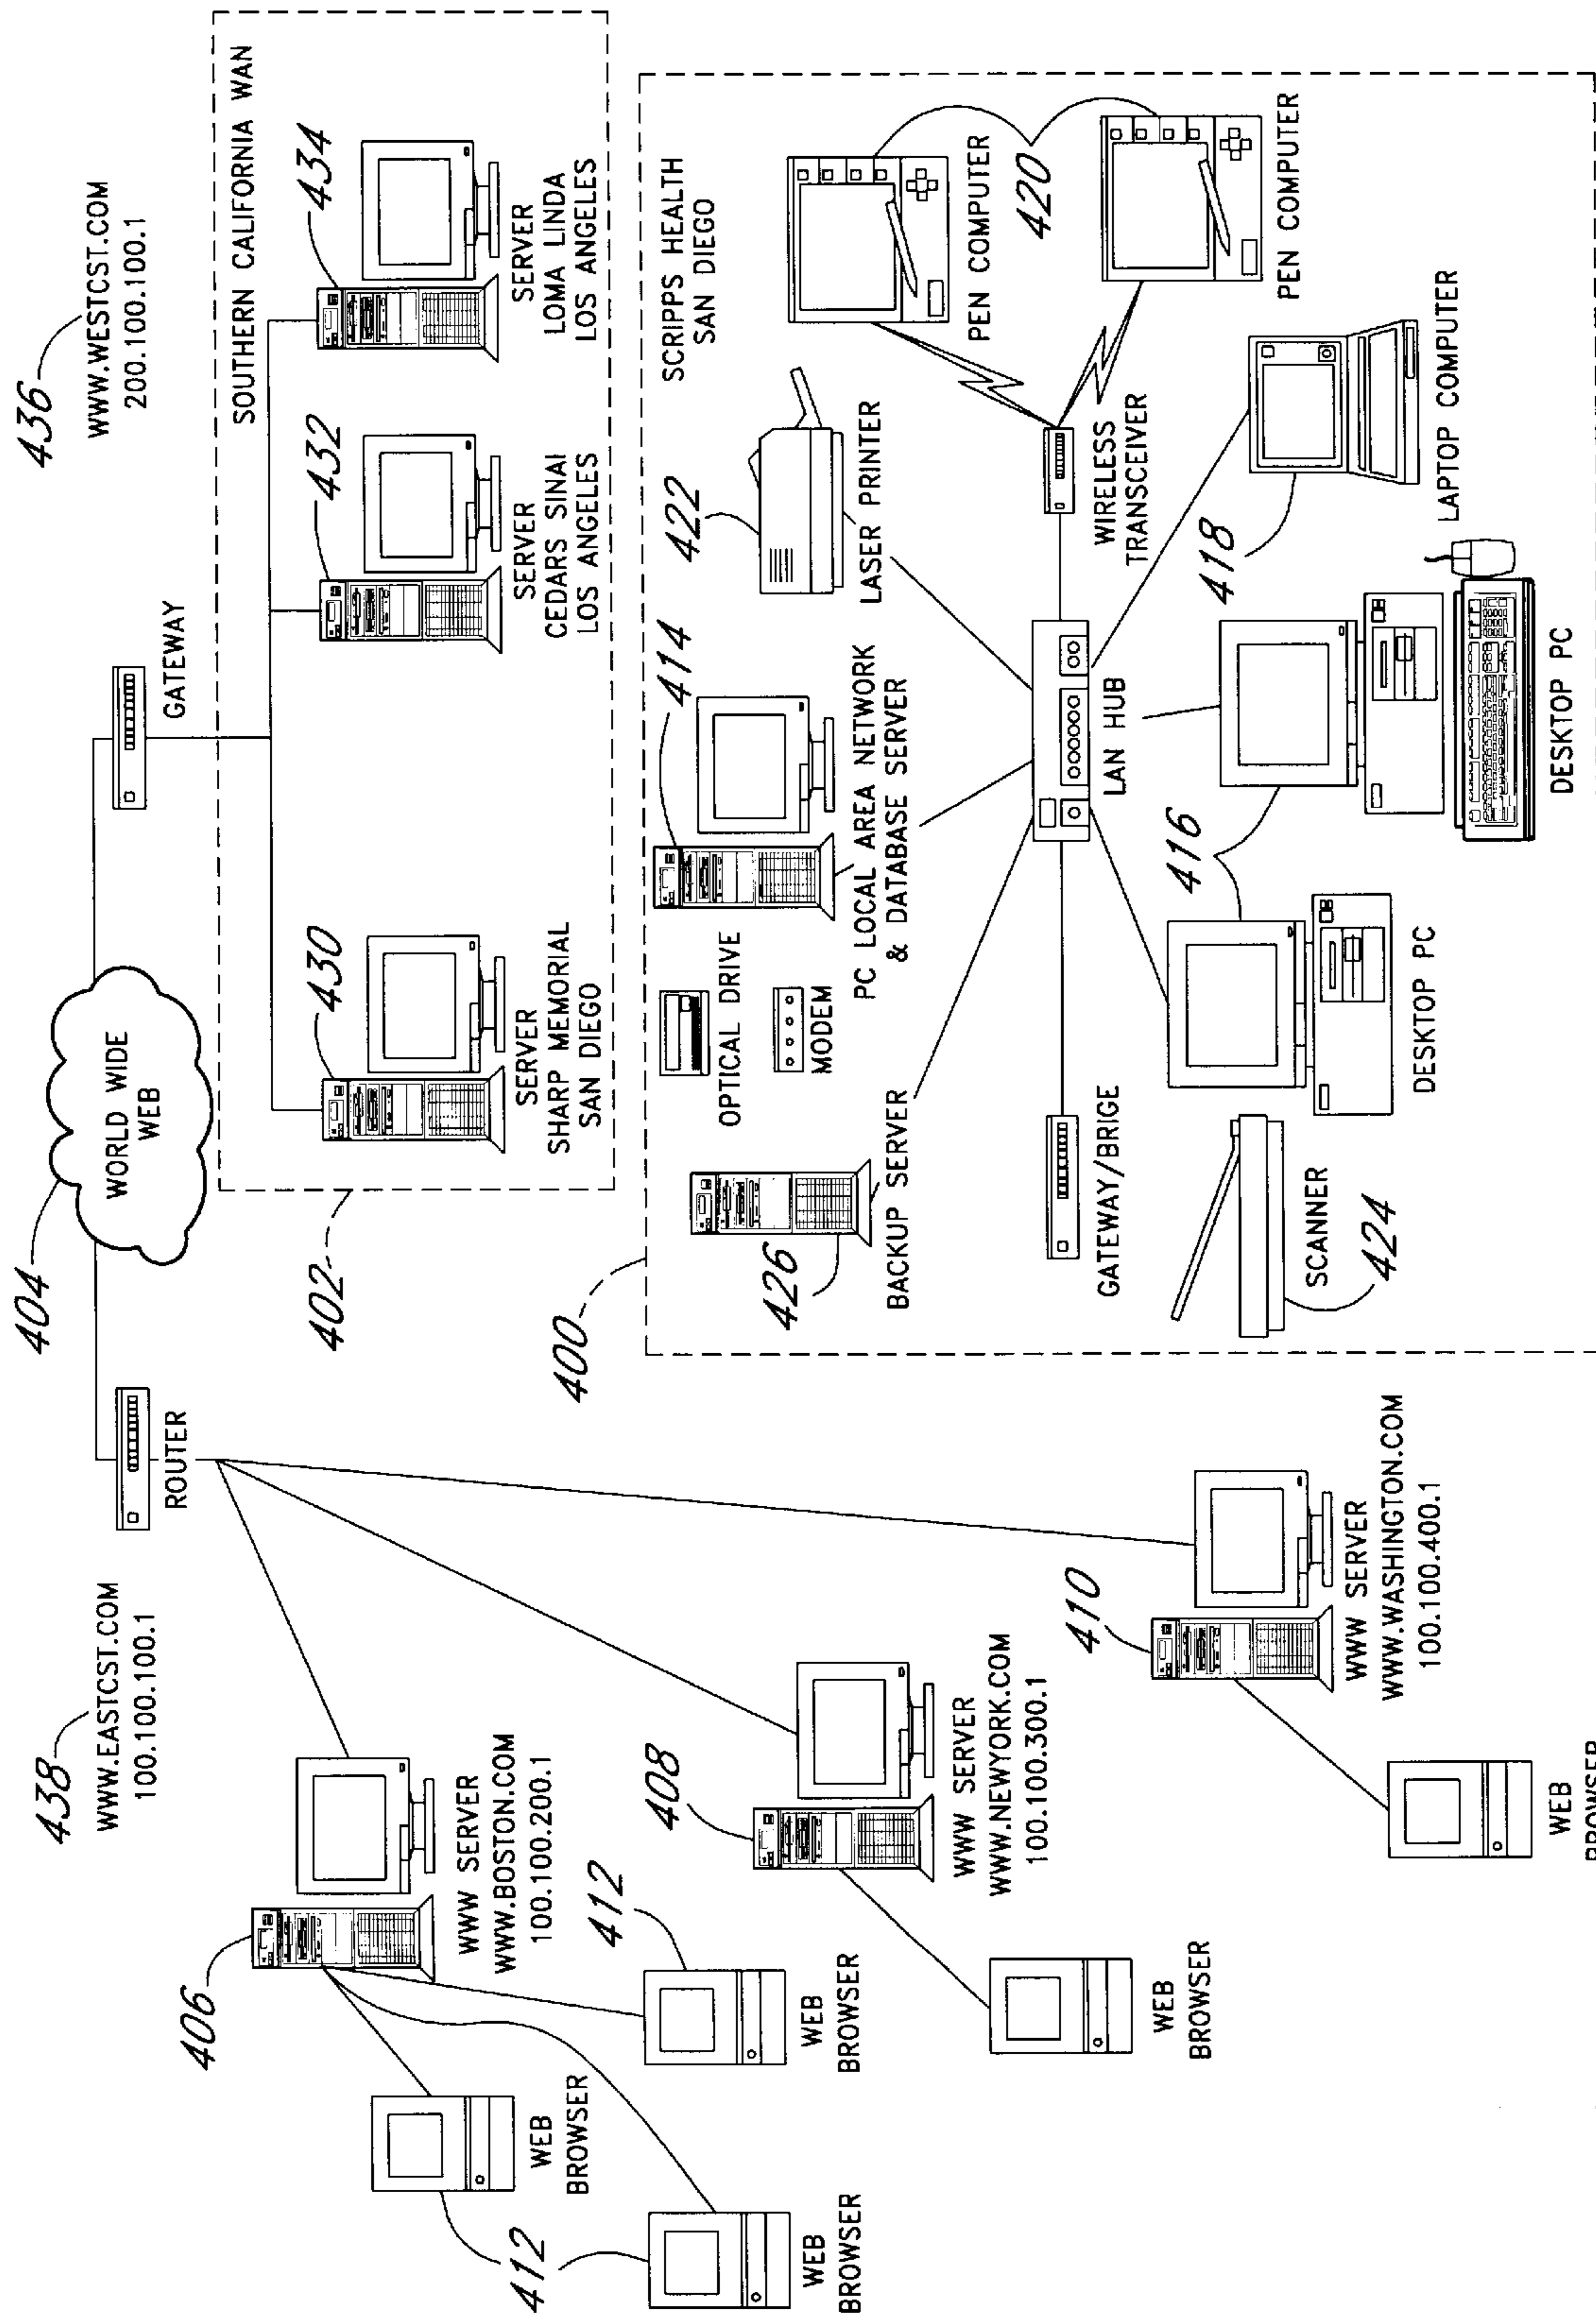 438
WWW.EASTCST.COM
100.100.100.1
404
WORLD WIDE
WEB
436
WWW.WESTCST.COM
200.100.100.1
ROUTER
GATEWAY
SOUTHERN CALIFORNIA WAN
406
WWW SERVER
WWW.BOSTON.COM
100.100.200.1
402
430
SERVER
SHARP MEMORIAL
SAN DIEGO
432
SERVER
CEDARS SINAI
LOS ANGELES
434
SERVER
LOMA LINDA
LOS ANGELES
412
WEB
BROWSER
WEB
BROWSER
412
WEB
BROWSER
408
WWW SERVER
WWW.NEWYORK.COM
100.100.300.1
WEB
BROWSER
410
WWW SERVER
WWW.WASHINGTON.COM
100.100.400.1
WEB
BROWSER
400
SCRIPPS HEALTH
SAN DIEGO
426
BACKUP SERVER
OPTICAL DRIVE
MODEM
414
PC LOCAL AREA NETWORK
& DATABASE SERVER
422
LASER PRINTER
PEN COMPUTER
420
PEN COMPUTER
WIRELESS
TRANSCEIVER
GATEWAY/BRIGE
LAN HUB
SCANNER
424
416
DESKTOP PC
DESKTOP PC
418
LAPTOP COMPUTER